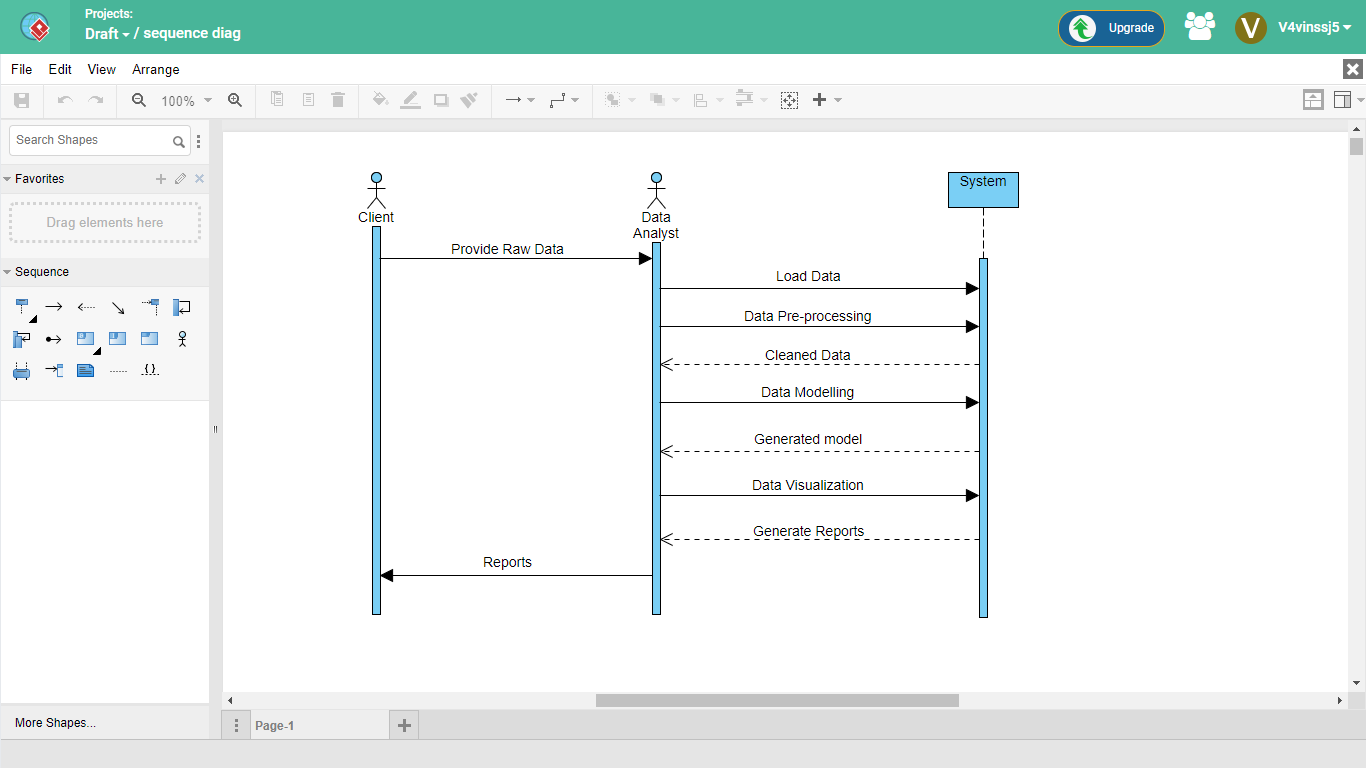 Projects:
Draft / sequence diag
Upgrade
V
V4vinssj5
File Edit View Arrange
100%
Search Shapes
Favorites
Drag elements here
Sequence
More Shapes...
Client
Data
Analyst
System
Provide Raw Data
Load Data
Data Pre-processing
Cleaned Data
Data Modelling
Generated model
Data Visualization
Generate Reports
Reports
Page-1